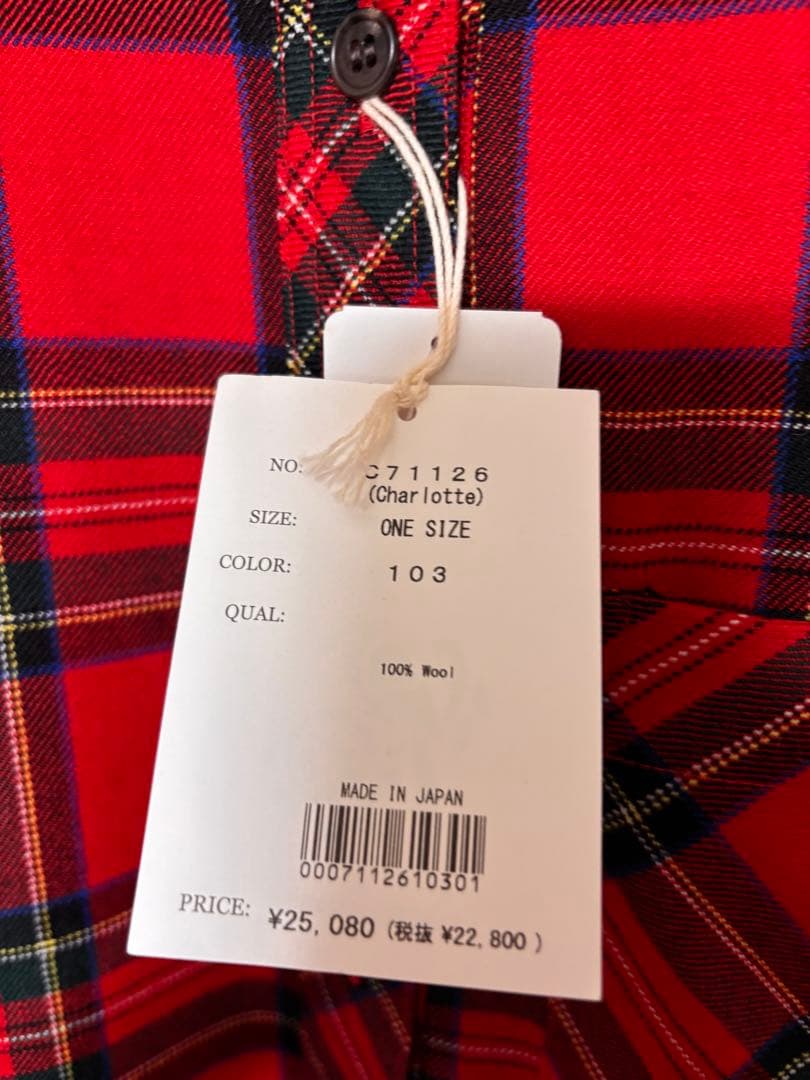 NO: C71126
(Charlotte)
SIZE: ONE SIZE
COLOR: 103
QUAL:
100% Wool
MADE IN JAPAN
0007112610301
PRICE: ¥25,080 (税抜 ¥22,800 )